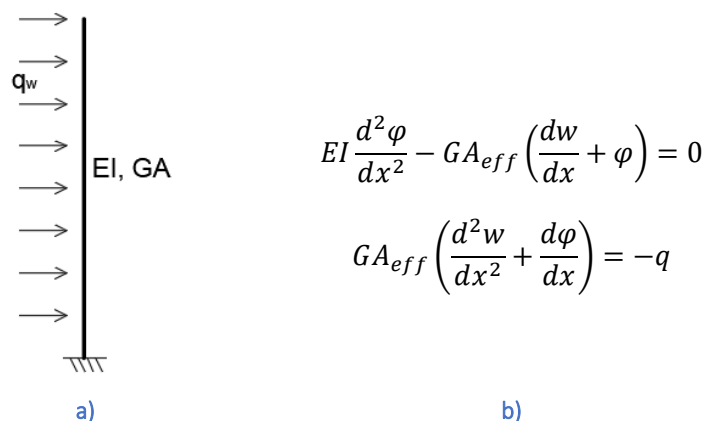 qw
EI, GA
EI d²φ/dx² − GA_eff (dw/dx + φ) = 0
GA_eff (d²w/dx² + dφ/dx) = −q
a)
b)